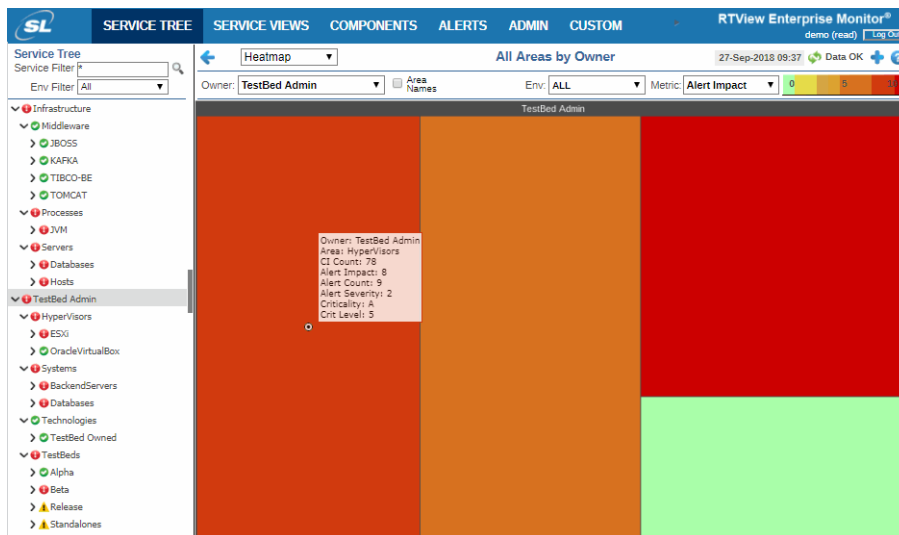 SL
SERVICE TREE SERVICE VIEWS COMPONENTS ALERTS ADMIN CUSTOM
RTView Enterprise Monitor®
demo (read) Log Out
Service Tree
Service Filter *
Env Filter All
Heatmap
All Areas by Owner
27-Sep-2018 09:37 Data OK
Owner: TestBed Admin
Area Names
Env: ALL
Metric: Alert Impact
0 5 10
TestBed Admin
Infrastructure
Middleware
JBOSS
KAFKA
TIBCO-BE
TOMCAT
Processes
JVM
Servers
Databases
Hosts
TestBed Admin
HyperVisors
ESXi
OracleVirtualBox
Systems
BackendServers
Databases
Technologies
TestBed Owned
TestBeds
Alpha
Beta
Release
Standalones
Owner: TestBed Admin
Area: HyperVisors
CI Count: 78
Alert Impact: 8
Alert Count: 9
Alert Severity: 2
Criticality: A
Crit Level: 5